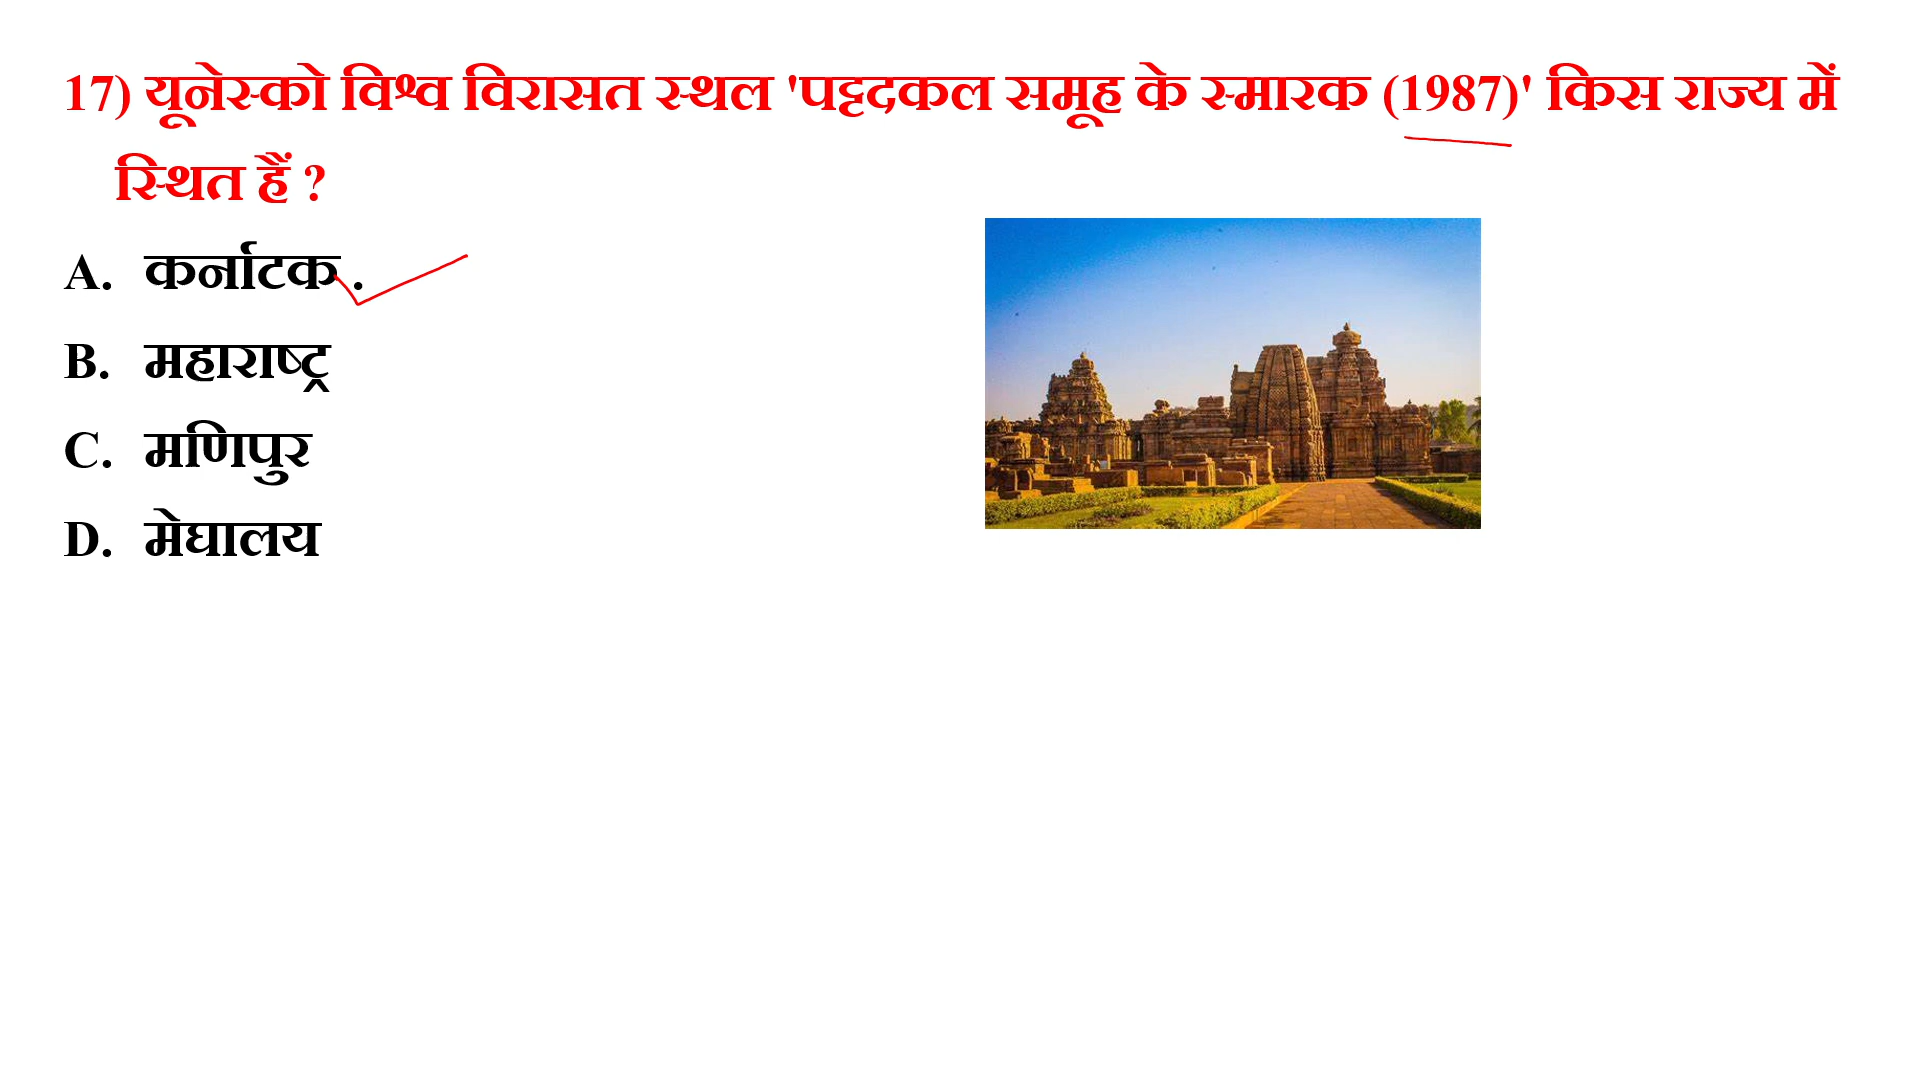 17) यूनेस्को विश्व विरासत स्थल 'पट्टदकल समूह के स्मारक (1987)' किस राज्य में
स्थित हैं ?
A. कर्नाटक .
B. महाराष्ट्र
C. मणिपुर
D. मेघालय